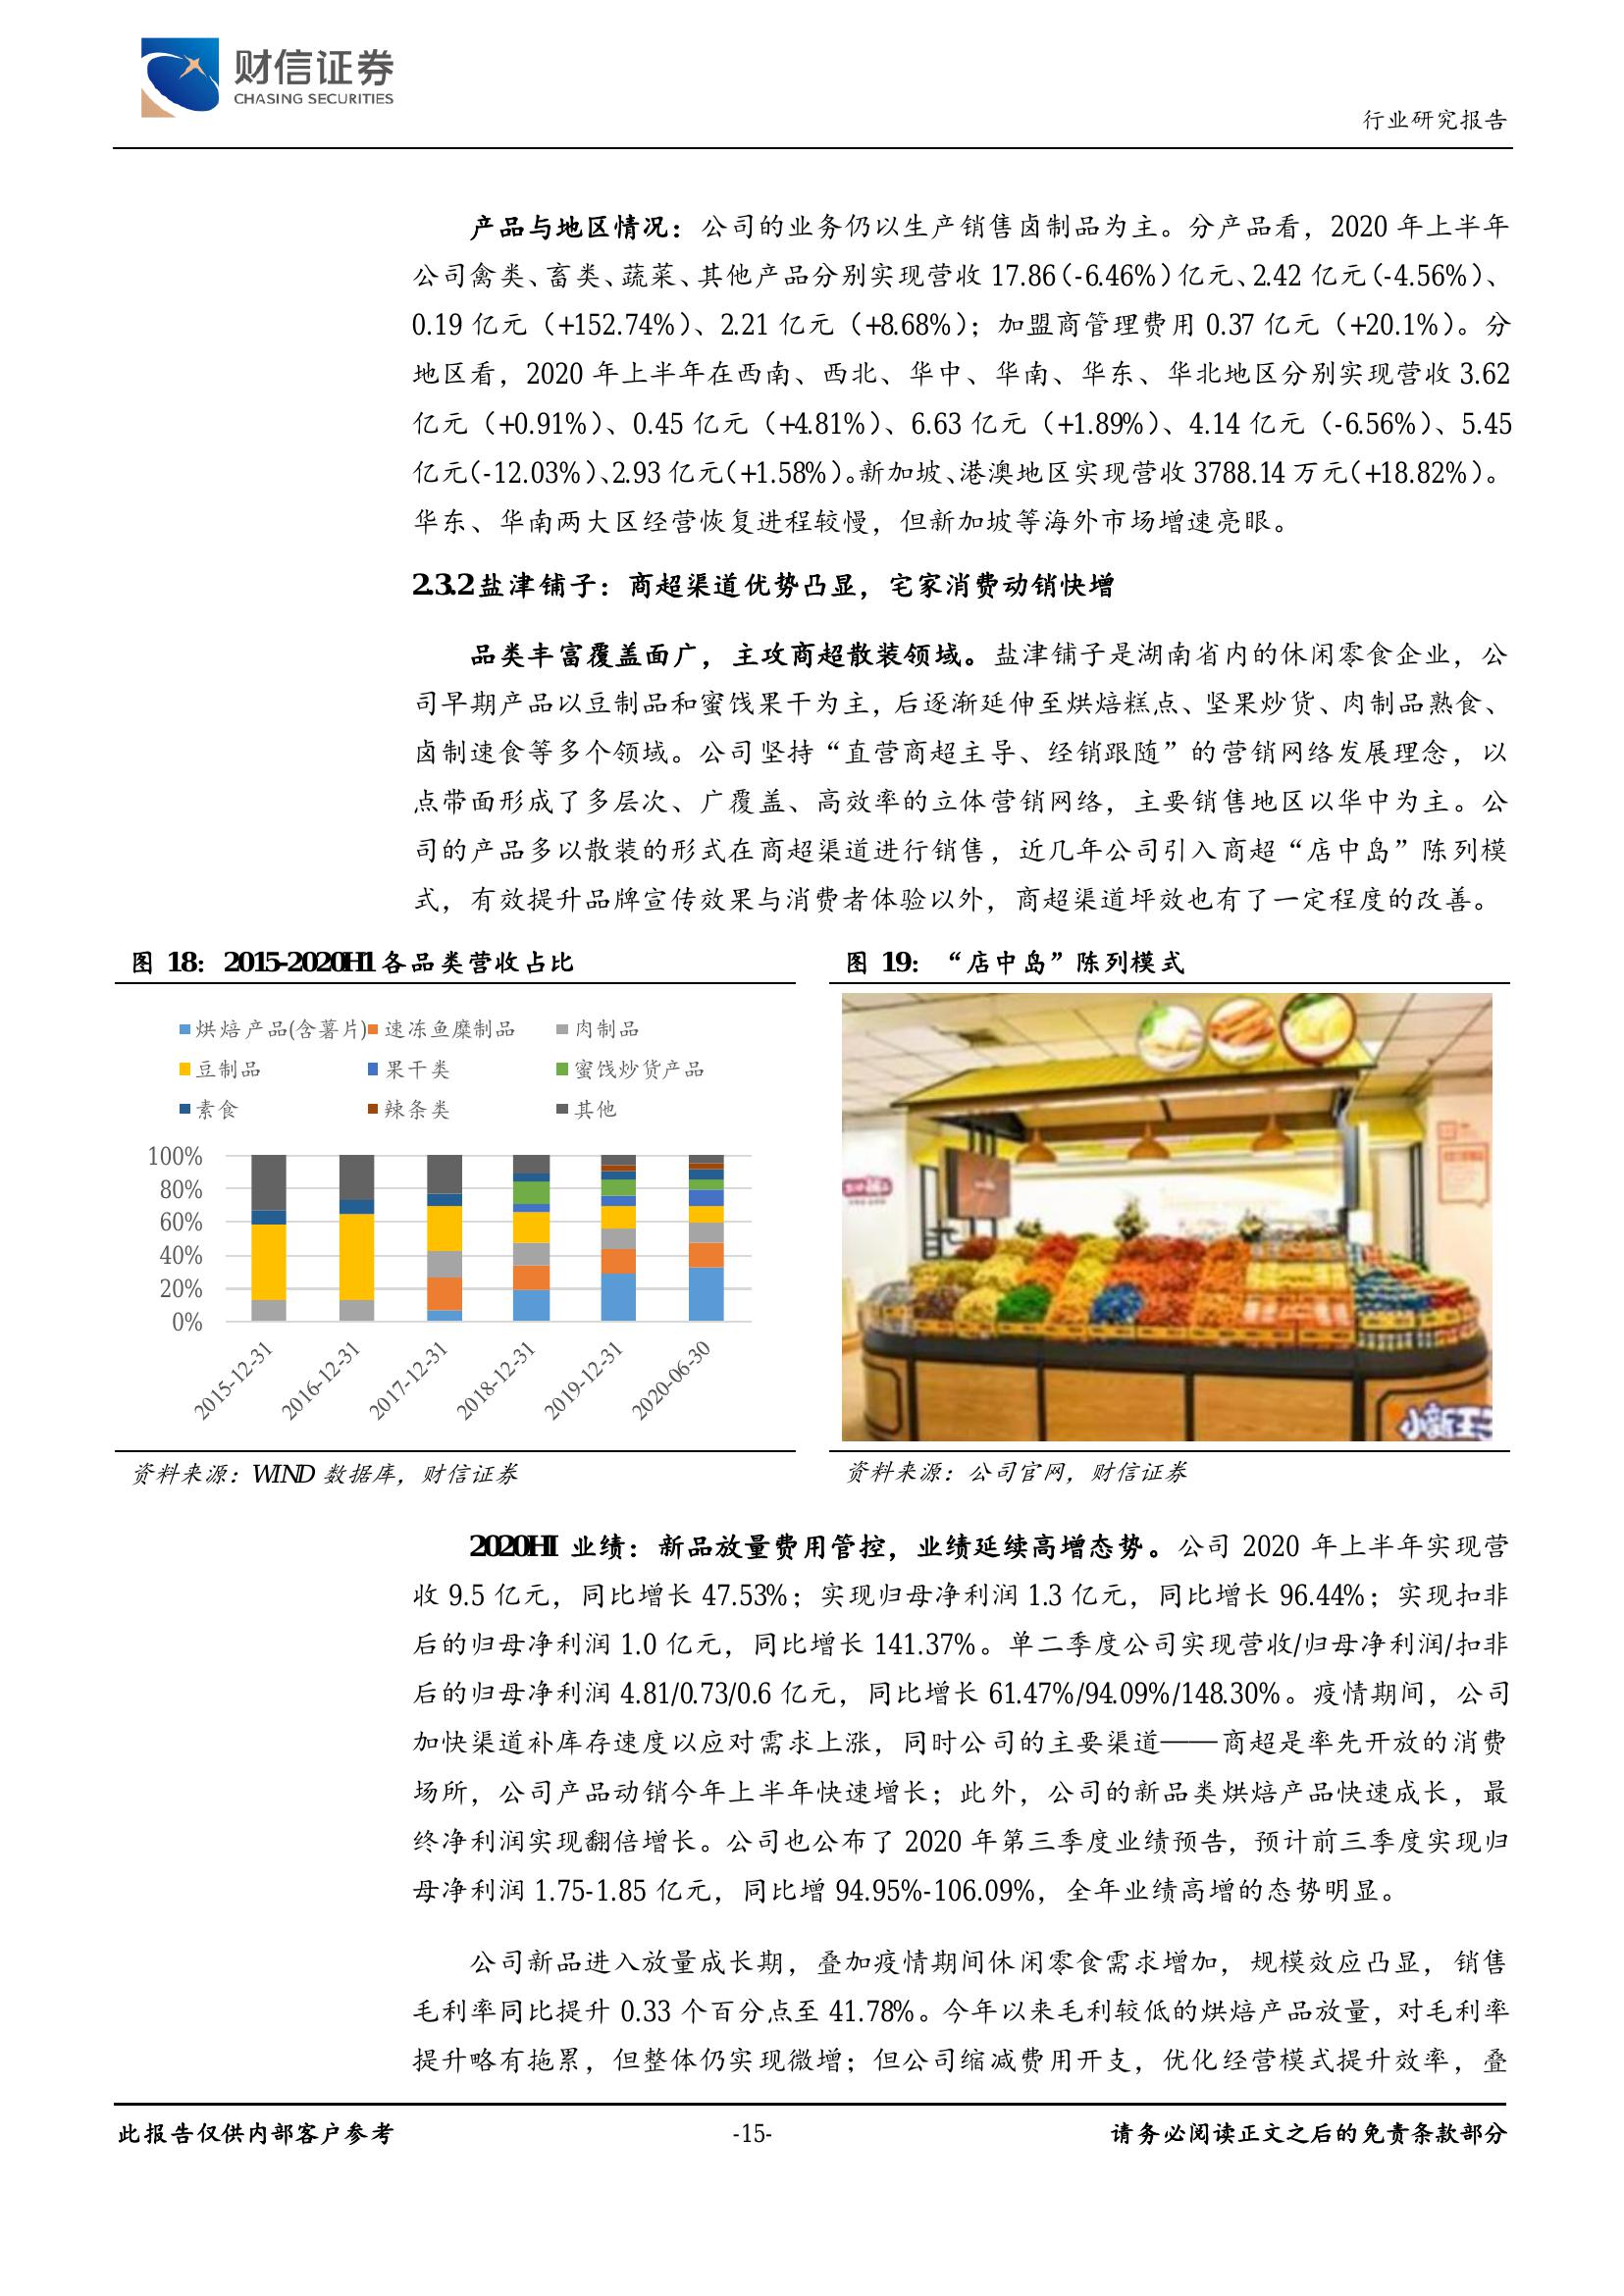 财信证券
CHASING SECURITIES
行业研究报告
产品与地区情况：公司的业务仍以生产销售卤制品为主。分产品看，2020 年上半年
公司禽类、畜类、蔬菜、其他产品分别实现营收 17.86（-6.46%）亿元、2.42 亿元（-4.56%）、
0.19 亿元（+152.74%）、2.21 亿元（+8.68%）；加盟商管理费用 0.37 亿元（+20.1%）。分
地区看，2020 年上半年在西南、西北、华中、华南、华东、华北地区分别实现营收 3.62
亿元（+0.91%）、0.45 亿元（+4.81%）、6.63 亿元（+1.89%）、4.14 亿元（-6.56%）、5.45
亿元（-12.03%）、2.93 亿元（+1.58%）。新加坡、港澳地区实现营收 3788.14 万元（+18.82%）。
华东、华南两大区经营恢复进程较慢，但新加坡等海外市场增速亮眼。
2.3.2 盐津铺子：商超渠道优势凸显，宅家消费动销快增
品类丰富覆盖面广，主攻商超散装领域。盐津铺子是湖南省内的休闲零食企业，公
司早期产品以豆制品和蜜饯果干为主，后逐渐延伸至烘焙糕点、坚果炒货、肉制品熟食、
卤制速食等多个领域。公司坚持“直营商超主导、经销跟随”的营销网络发展理念，以
点带面形成了多层次、广覆盖、高效率的立体营销网络，主要销售地区以华中为主。公
司的产品多以散装的形式在商超渠道进行销售，近几年公司引入商超“店中岛”陈列模
式，有效提升品牌宣传效果与消费者体验以外，商超渠道坪效也有了一定程度的改善。
图 18：2015-2020H1 各品类营收占比
烘焙产品(含薯片) 速冻鱼糜制品 肉制品
豆制品 果干类 蜜饯炒货产品
素食 辣条类 其他
100%
80%
60%
40%
20%
0%
2015-12-31 2016-12-31 2017-12-31 2018-12-31 2019-12-31 2020-06-30
资料来源：WIND 数据库，财信证券
图 19：“店中岛”陈列模式
资料来源：公司官网，财信证券
2020HI 业绩：新品放量费用管控，业绩延续高增态势。公司 2020 年上半年实现营
收 9.5 亿元，同比增长 47.53%；实现归母净利润 1.3 亿元，同比增长 96.44%；实现扣非
后的归母净利润 1.0 亿元，同比增长 141.37%。单二季度公司实现营收/归母净利润/扣非
后的归母净利润 4.81/0.73/0.6 亿元，同比增长 61.47%/94.09%/148.30%。疫情期间，公司
加快渠道补库存速度以应对需求上涨，同时公司的主要渠道——商超是率先开放的消费
场所，公司产品动销今年上半年快速增长；此外，公司的新品类烘焙产品快速成长，最
终净利润实现翻倍增长。公司也公布了 2020 年第三季度业绩预告，预计前三季度实现归
母净利润 1.75-1.85 亿元，同比增 94.95%-106.09%，全年业绩高增的态势明显。
公司新品进入放量成长期，叠加疫情期间休闲零食需求增加，规模效应凸显，销售
毛利率同比提升 0.33 个百分点至 41.78%。今年以来毛利较低的烘焙产品放量，对毛利率
提升略有拖累，但整体仍实现微增；但公司缩减费用开支，优化经营模式提升效率，叠
此报告仅供内部客户参考
-15-
请务必阅读正文之后的免责条款部分